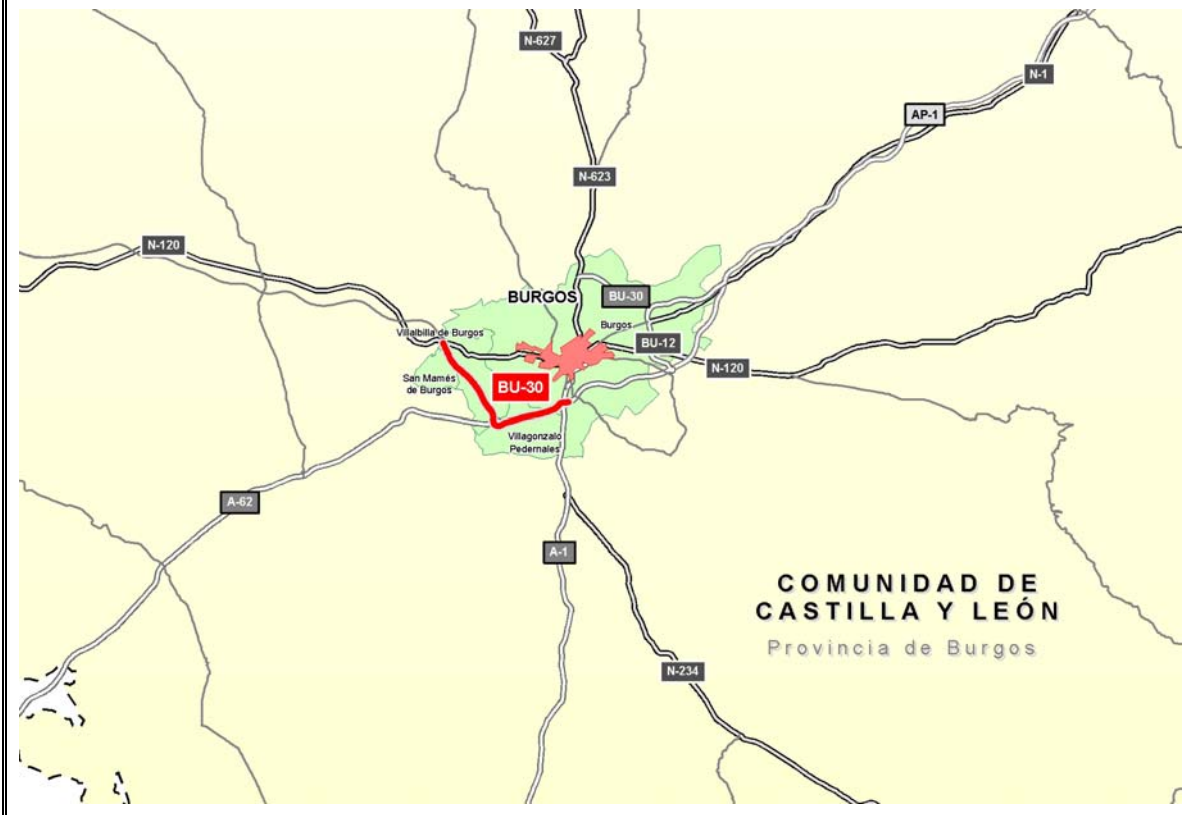 N-627
N-1
AP-1
N-623
N-120
BURGOS
BU-30
Burgos
Villalbilla de Burgos
BU-12
N-120
San Mamés
de Burgos
BU-30
Villagonzalo
Pedernales
A-62
A-1
COMUNIDAD DE
CASTILLA Y LEÓN
Provincia de Burgos
N-234